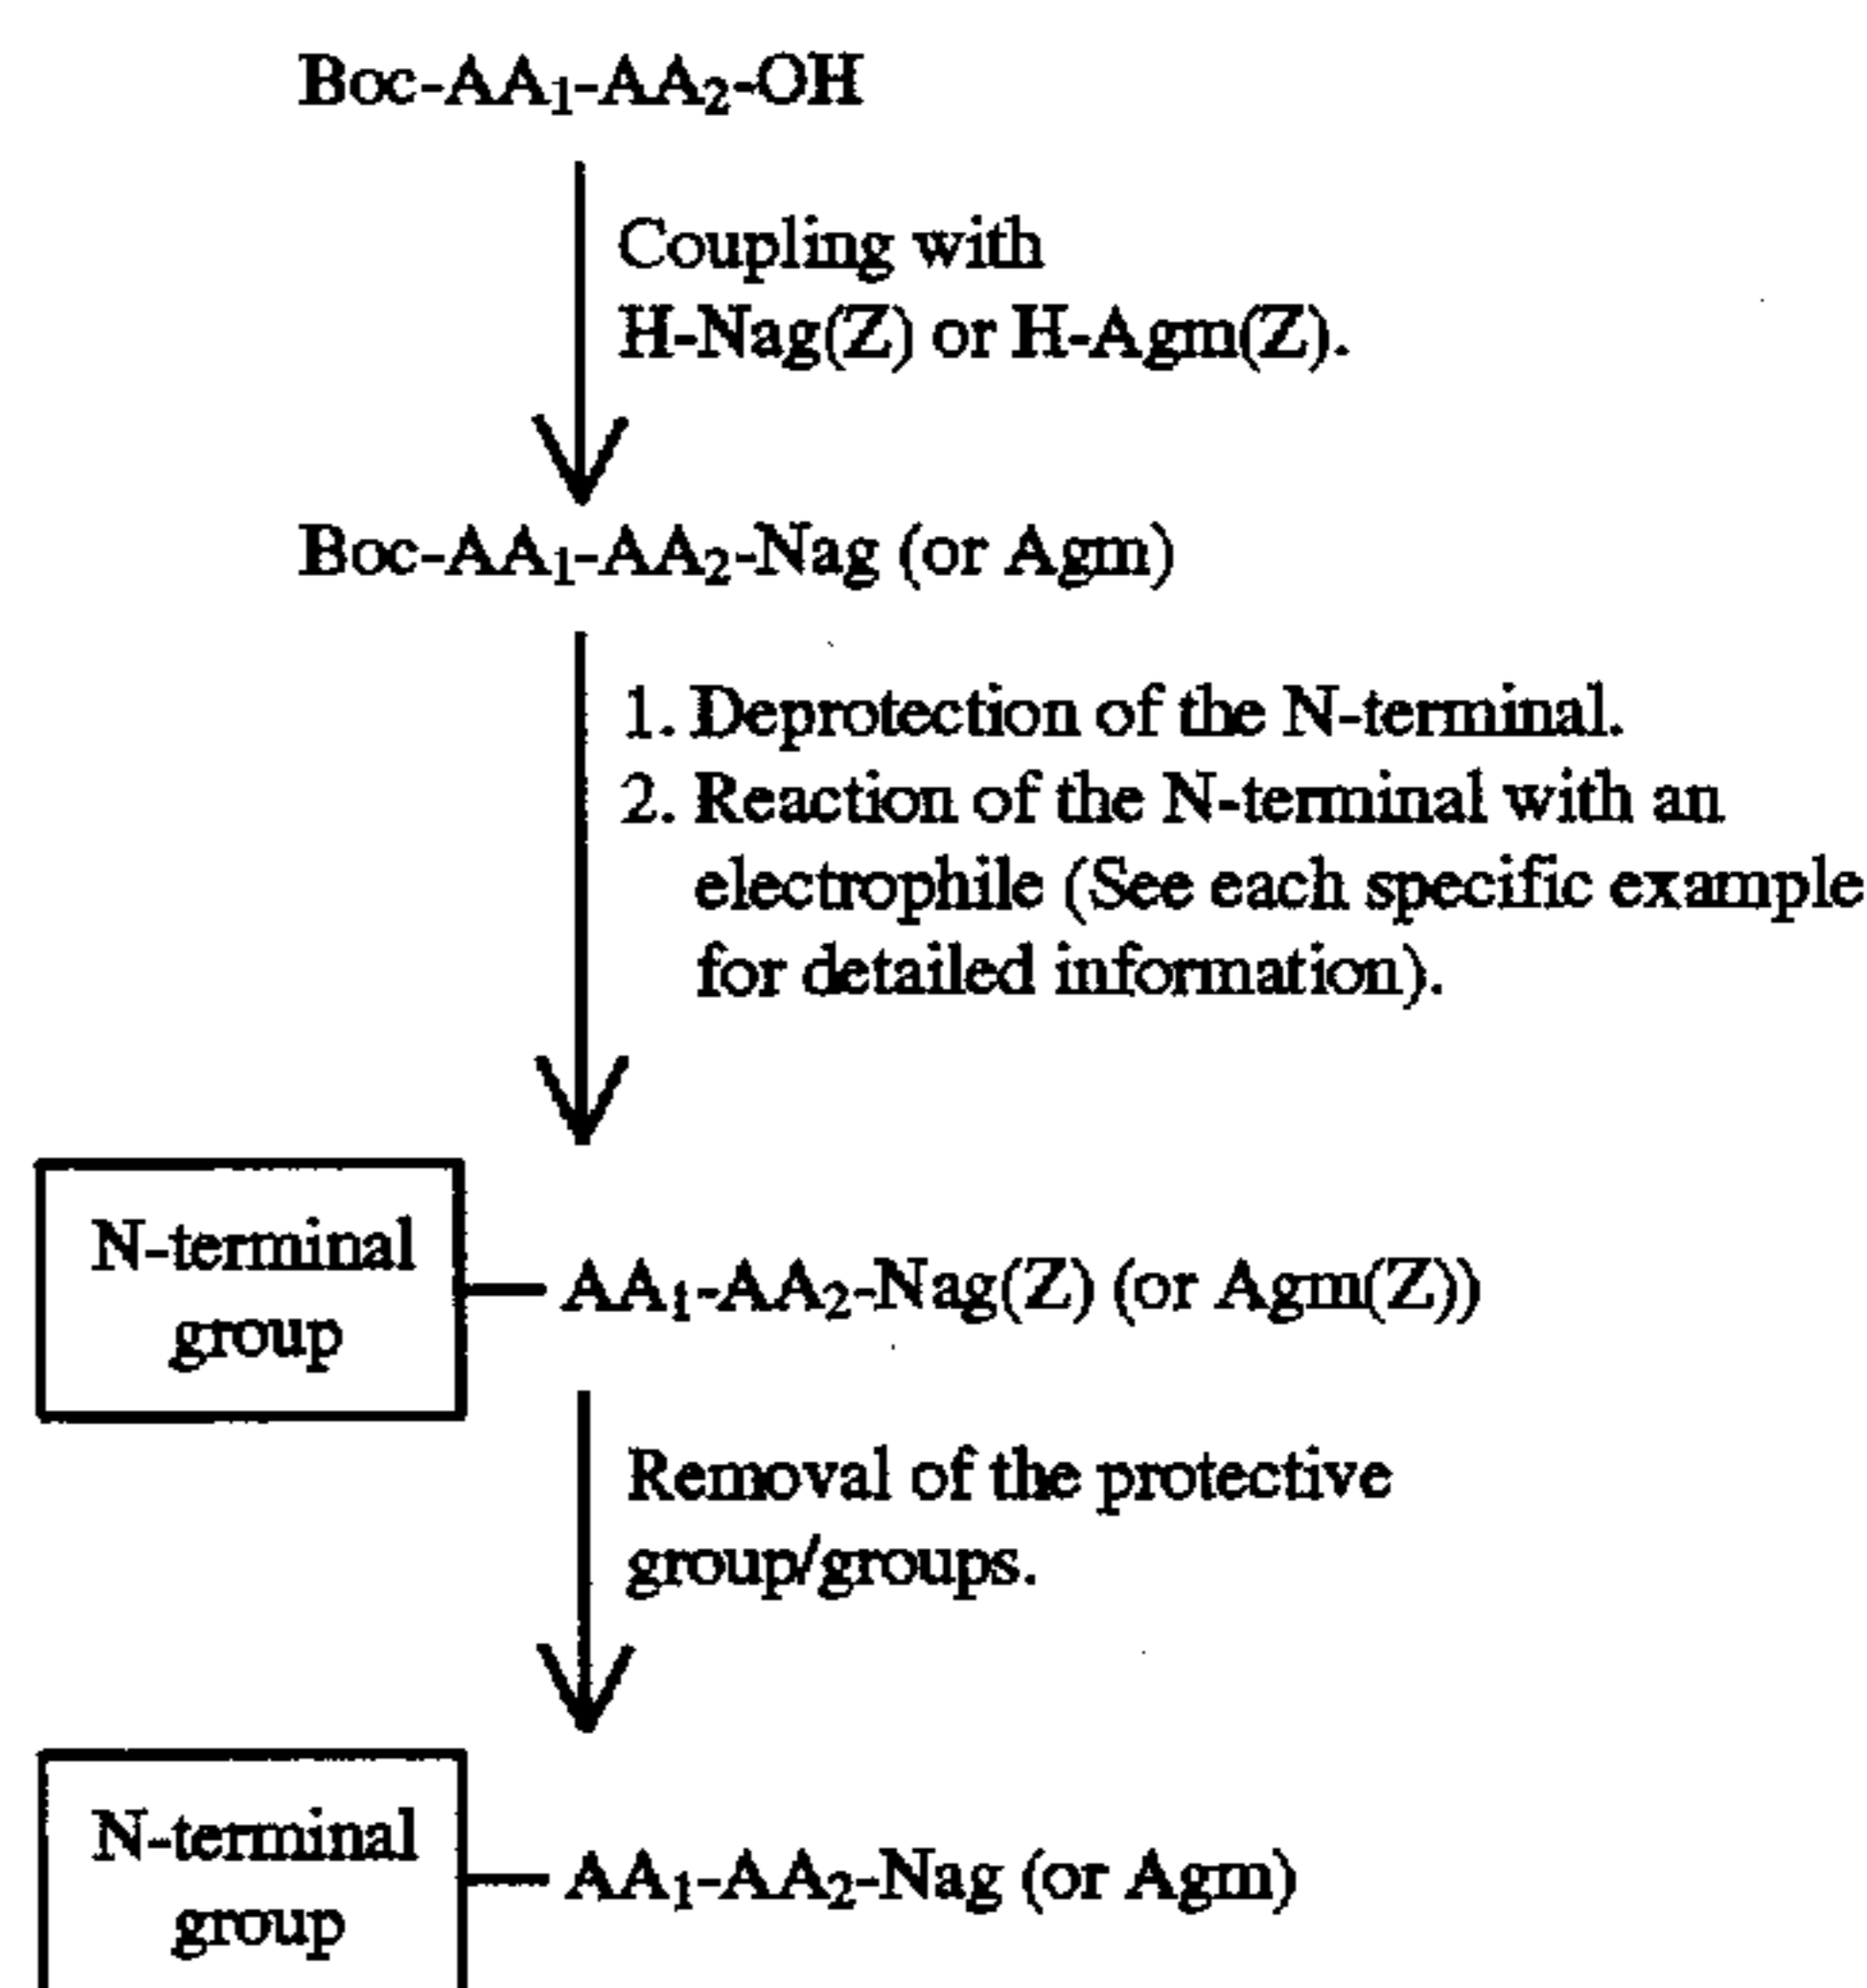 Boc-AA₁-AA₂-OH
Coupling with
H-Nag(Z) or H-Agm(Z).
Boc-AA₁-AA₂-Nag (or Agm)
1. Deprotection of the N-terminal.
2. Reaction of the N-terminal with an
electrophile (See each specific example
for detailed information).
N-terminal
group
AA₁-AA₂-Nag(Z) (or Agm(Z))
Removal of the protective
group/groups.
N-terminal
group
AA₁-AA₂-Nag (or Agm)